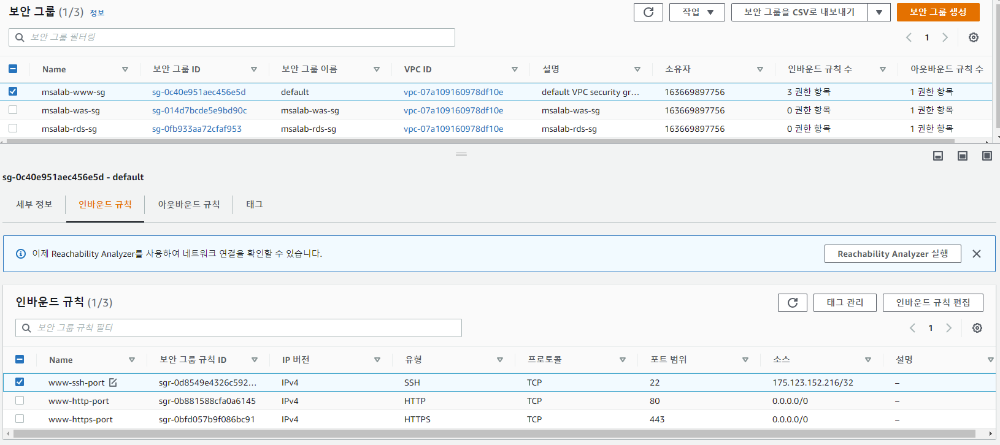 보안 그룹 (1/3) 정보
작업 보안 그룹을 CSV로 내보내기 보안 그룹 생성
보안 그룹 필터링
1
Name 보안 그룹 ID 보안 그룹 이름 VPC ID 설명 소유자 인바운드 규칙 수 아웃바운드 규칙 수
msalab-www-sg sg-0c40e951aec456e5d default vpc-07a109160978df10e default VPC security gr... 163669897756 3 권한 항목 1 권한 항목
msalab-was-sg sg-014d7bcde5e9bd90c msalab-was-sg vpc-07a109160978df10e msalab-was-sg 163669897756 0 권한 항목 1 권한 항목
msalab-rds-sg sg-0fb933aa72cfaf953 msalab-rds-sg vpc-07a109160978df10e msalab-rds-sg 163669897756 0 권한 항목 1 권한 항목
sg-0c40e951aec456e5d - default
세부 정보 인바운드 규칙 아웃바운드 규칙 태그
이제 Reachability Analyzer를 사용하여 네트워크 연결을 확인할 수 있습니다. Reachability Analyzer 실행
인바운드 규칙 (1/3) 태그 관리 인바운드 규칙 편집
보안 그룹 규칙 필터
1
Name 보안 그룹 규칙 ID IP 버전 유형 프로토콜 포트 범위 소스 설명
www-ssh-port sgr-0d8549e4326c592... IPv4 SSH TCP 22 175.123.152.216/32 –
www-http-port sgr-0b881588cfa0a6145 IPv4 HTTP TCP 80 0.0.0.0/0 –
www-https-port sgr-0bfd057b9f086bc91 IPv4 HTTPS TCP 443 0.0.0.0/0 –